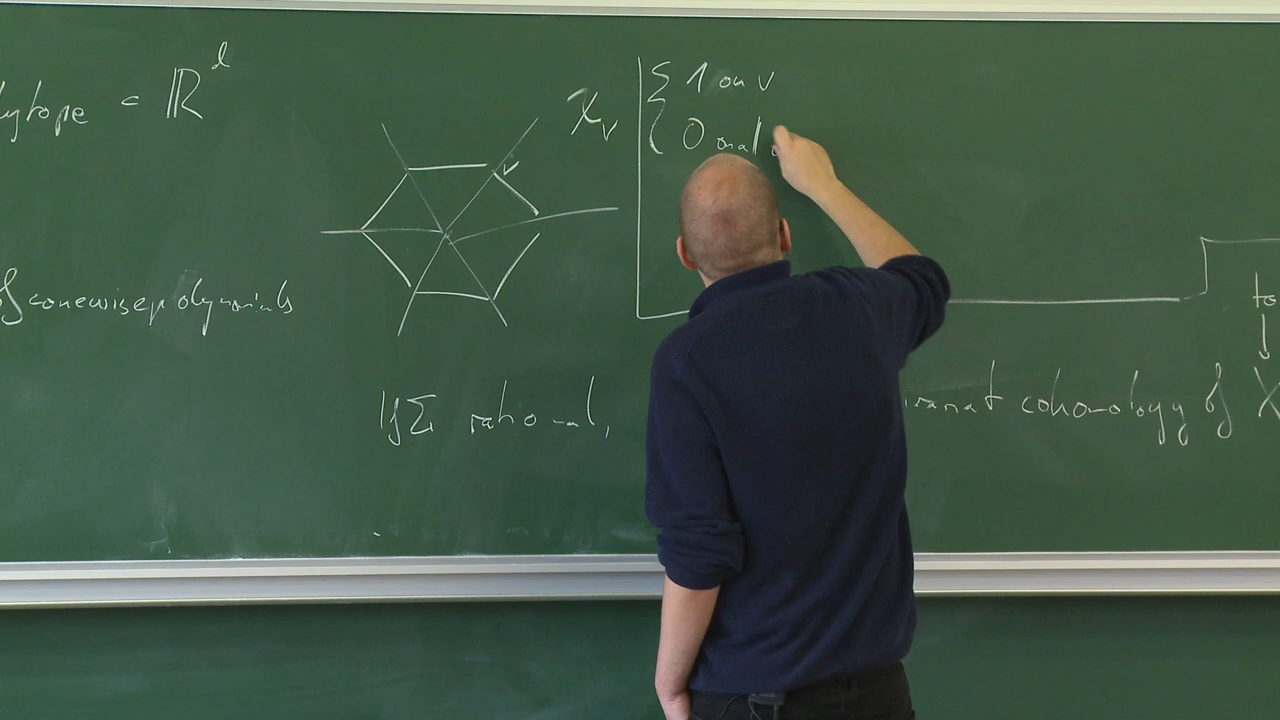 lytope = ℝ^d
χ_v { 1 on v
0 on all
v
of conewise polynomials
to
If Σ rational,
variant cohomology of X